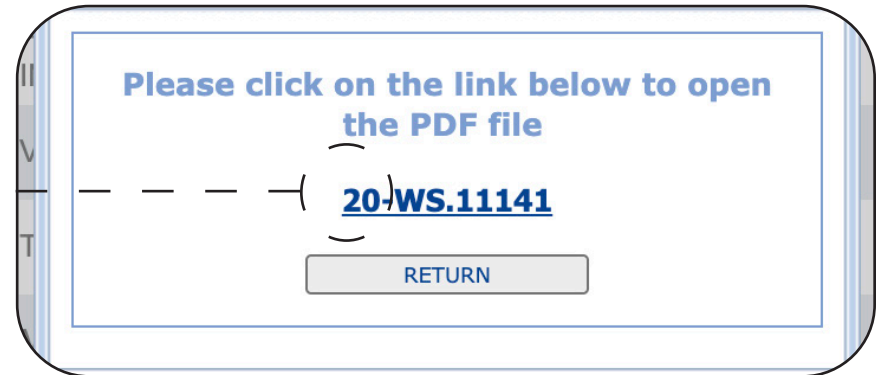 Please click on the link below to open
the PDF file
20-WS.11141
RETURN